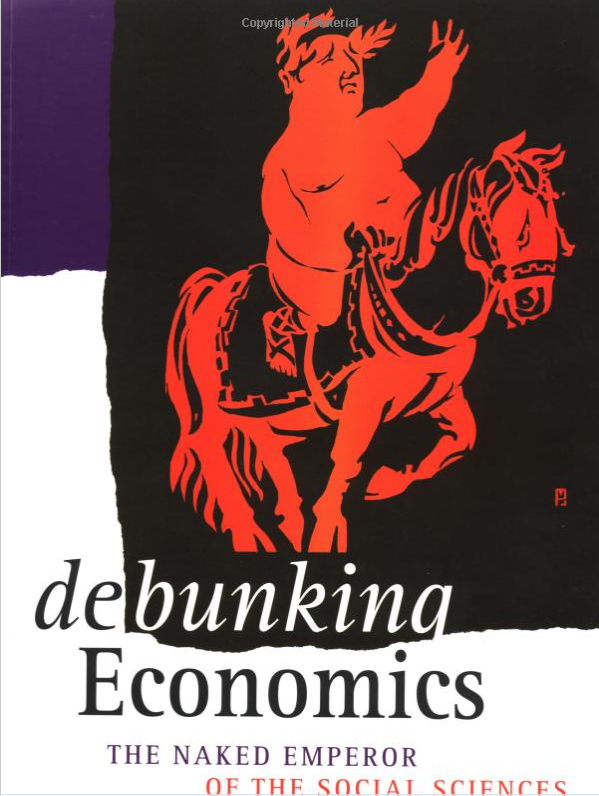 Copyrighted Material
debunking
Economics
THE NAKED EMPEROR
OF THE SOCIAL SCIENCES